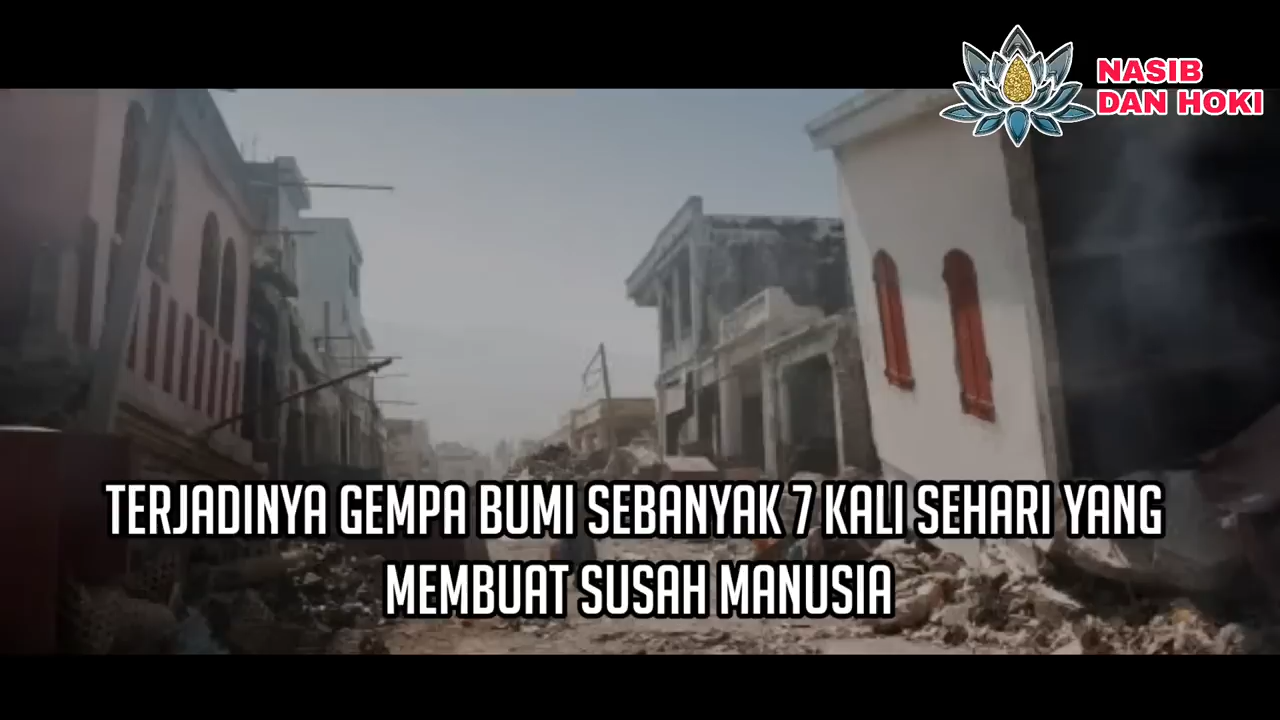 NASIB
DAN HOKI
TERJADINYA GEMPA BUMI SEBANYAK 7 KALI SEHARI YANG
MEMBUAT SUSAH MANUSIA